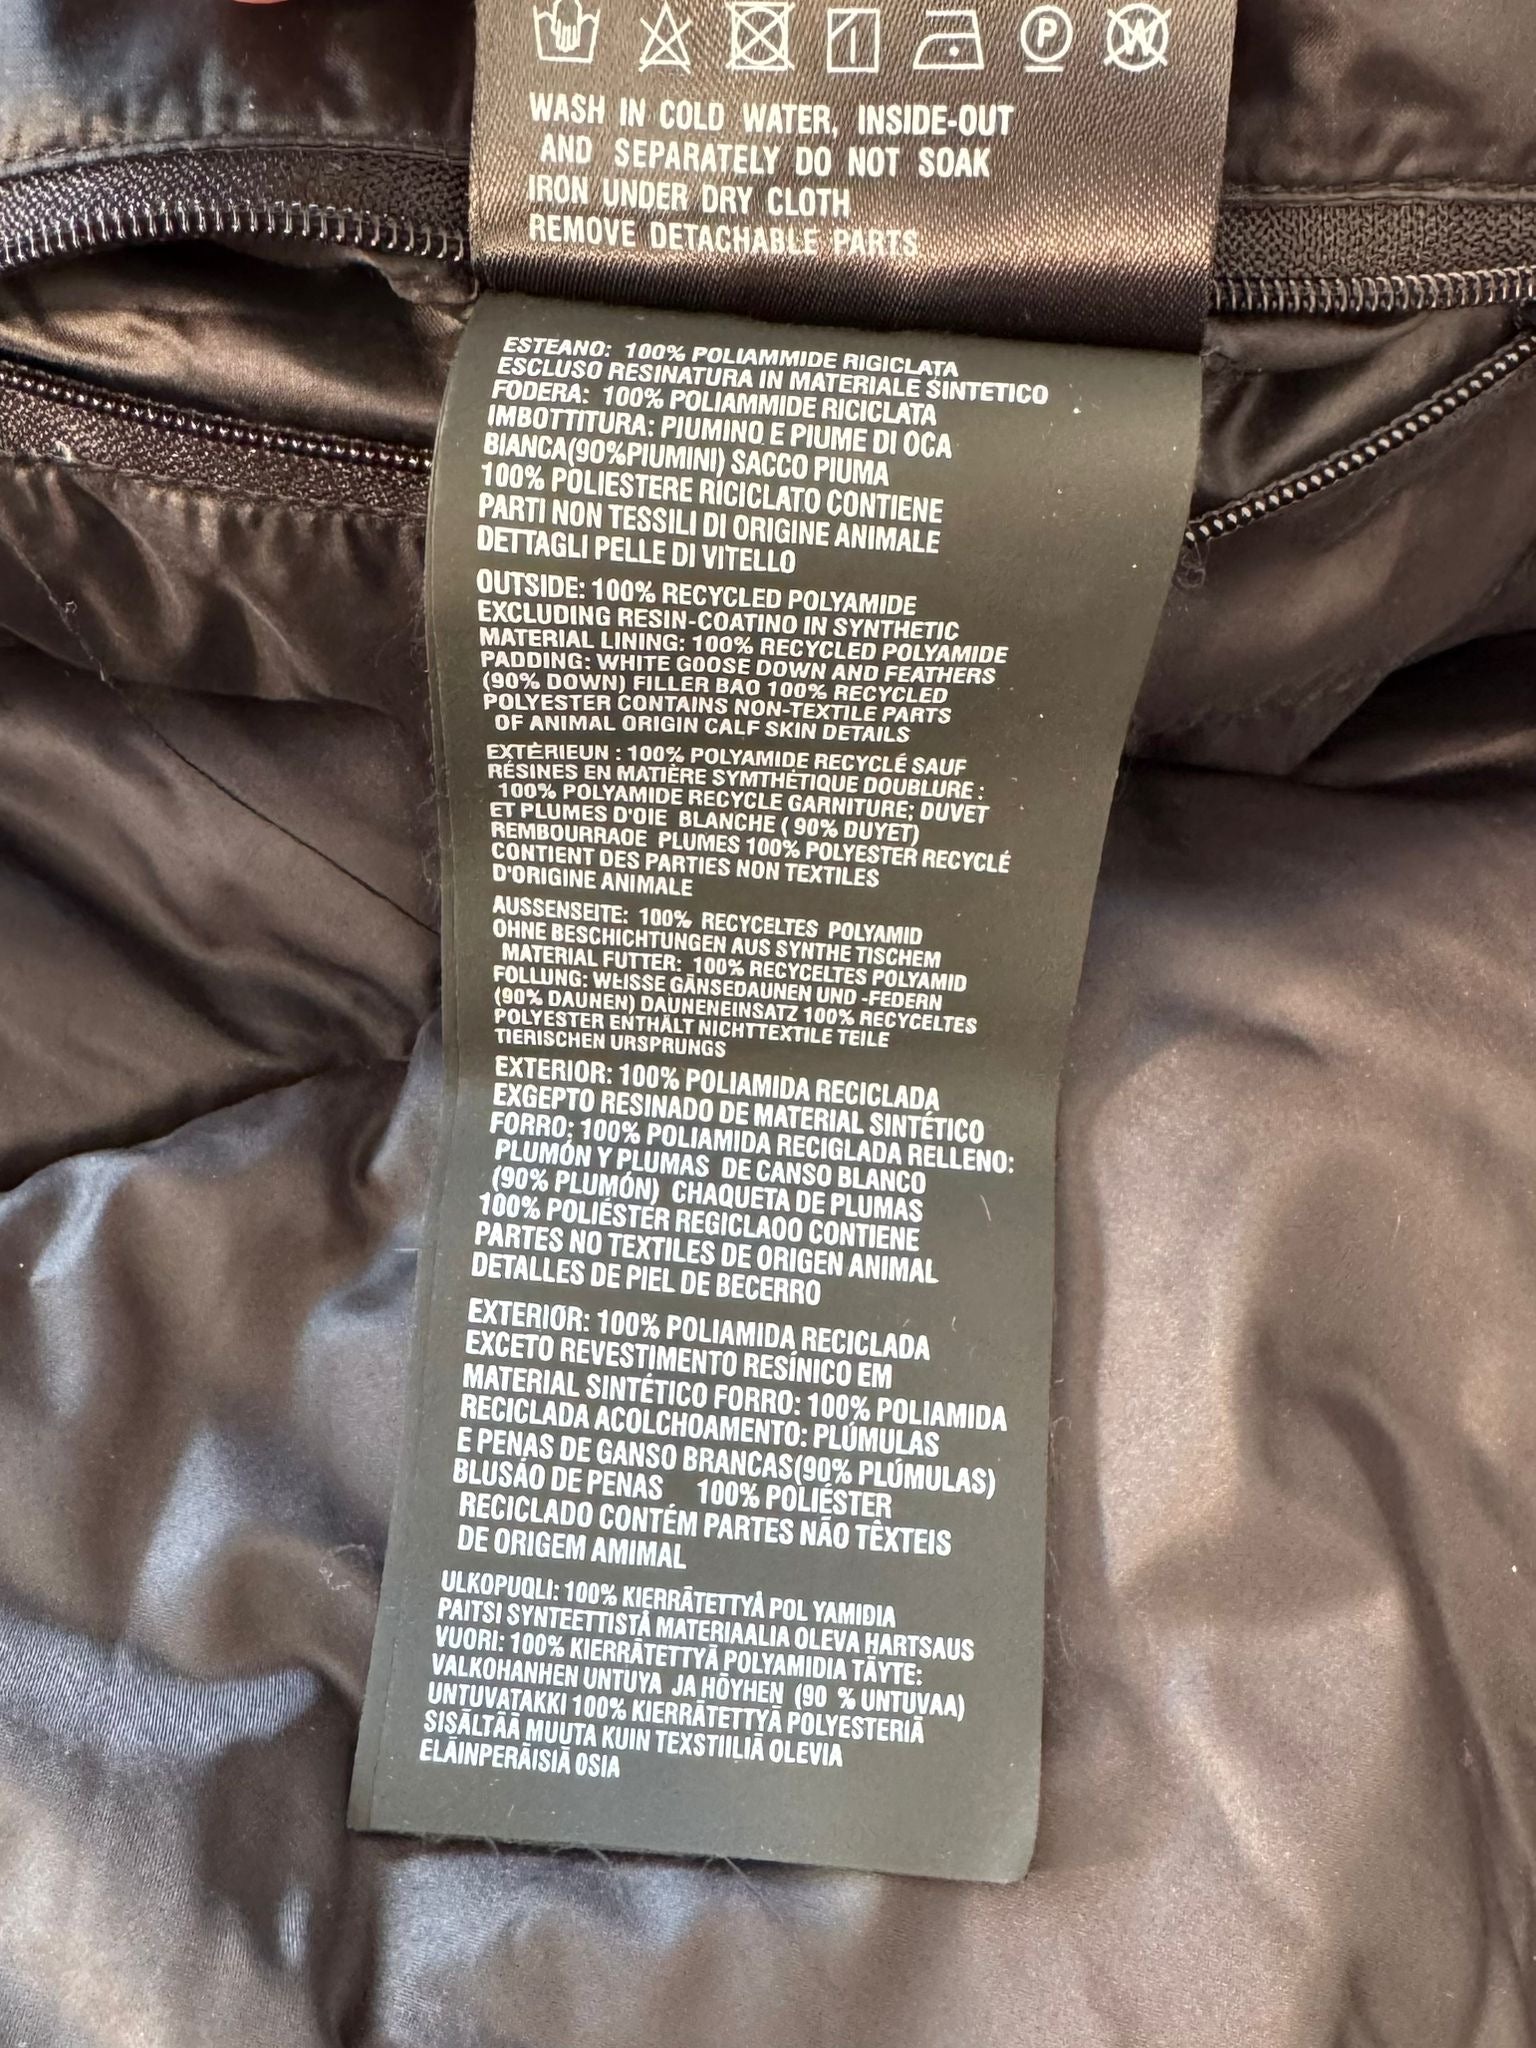 WASH IN COLD WATER, INSIDE-OUT
AND SEPARATELY DO NOT SOAK
IRON UNDER DRY CLOTH
REMOVE DETACHABLE PARTS
ESTEANO: 100% POLIAMMIDE RIGICLATA
ESCLUSO RESINATURA IN MATERIALE SINTETICO
FODERA: 100% POLIAMMIDE RICICLATA
IMBOTTITURA: PIUMINO E PIUME DI OCA
BIANCA(90%PIUMINI) SACCO PIUMA
100% POLIESTERE RICICLATO CONTIENE
PARTI NON TESSILI DI ORIGINE ANIMALE
DETTAGLI PELLE DI VITELLO
OUTSIDE: 100% RECYCLED POLYAMIDE
EXCLUDING RESIN-COATINO IN SYNTHETIC
MATERIAL LINING: 100% RECYCLED POLYAMIDE
PADDING: WHITE GOOSE DOWN AND FEATHERS
(90% DOWN) FILLER BAO 100% RECYCLED
POLYESTER CONTAINS NON-TEXTILE PARTS
OF ANIMAL ORIGIN CALF SKIN DETAILS
EXTÈRIEUN : 100% POLYAMIDE RECYCLÉ SAUF
RÉSINES EN MATIÈRE SYMTHÉTIQUE DOUBLURE :
100% POLYAMIDE RECYCLE GARNITURE; DUVET
ET PLUMES D'OIE BLANCHE ( 90% DUYET)
REMBOURRAOE PLUMES 100% POLYESTER RECYCLÉ
CONTIENT DES PARTIES NON TEXTILES
D'ORIGINE ANIMALE
AUSSENSEITE: 100% RECYCELTES POLYAMID
OHNE BESCHICHTUNGEN AUS SYNTHE TISCHEM
MATERIAL FUTTER: 100% RECYCELTES POLYAMID
FOLLUNG: WEISSE GÄNSEDAUNEN UND -FEDERN
(90% DAUNEN) DAUNENEINSATZ 100% RECYCELTES
POLYESTER ENTHÄLT NICHTTEXTILE TEILE
TIERISCHEN URSPRUNGS
EXTERIOR: 100% POLIAMIDA RECICLADA
EXGEPTO RESINADO DE MATERIAL SINTÉTICO
FORRO: 100% POLIAMIDA RECIGLADA RELLENO:
PLUMÓN Y PLUMAS DE CANSO BLANCO
(90% PLUMÓN) CHAQUETA DE PLUMAS
100% POLIÉSTER REGICLAOO CONTIENE
PARTES NO TEXTILES DE ORIGEN ANIMAL
DETALLES DE PIEL DE BECERRO
EXTERIOR: 100% POLIAMIDA RECICLADA
EXCETO REVESTIMENTO RESÍNICO EM
MATERIAL SINTÉTICO FORRO: 100% POLIAMIDA
RECICLADA ACOLCHOAMENTO: PLÚMULAS
E PENAS DE GANSO BRANCAS(90% PLÚMULAS)
BLUSÃO DE PENAS 100% POLIÉSTER
RECICLADO CONTÉM PARTES NÃO TÊXTEIS
DE ORIGEM AMIMAL
ULKOPUQLI: 100% KIERRÄTETTYÅ POL YAMIDIA
PAITSI SYNTEETTISTÅ MATERIAALIA OLEVA HARTSAUS
VUORI: 100% KIERRÄTETTYÄ POLYAMIDIA TÄYTE:
VALKOHANHEN UNTUYA JA HÖYHEN (90 % UNTUVAA)
UNTUVATAKKI 100% KIERRÄTETTYÄ POLYESTERIÄ
SISÄLTÄÄ MUUTA KUIN TEXSTIILIÄ OLEVIA
ELÄINPERÄISIÄ OSIA